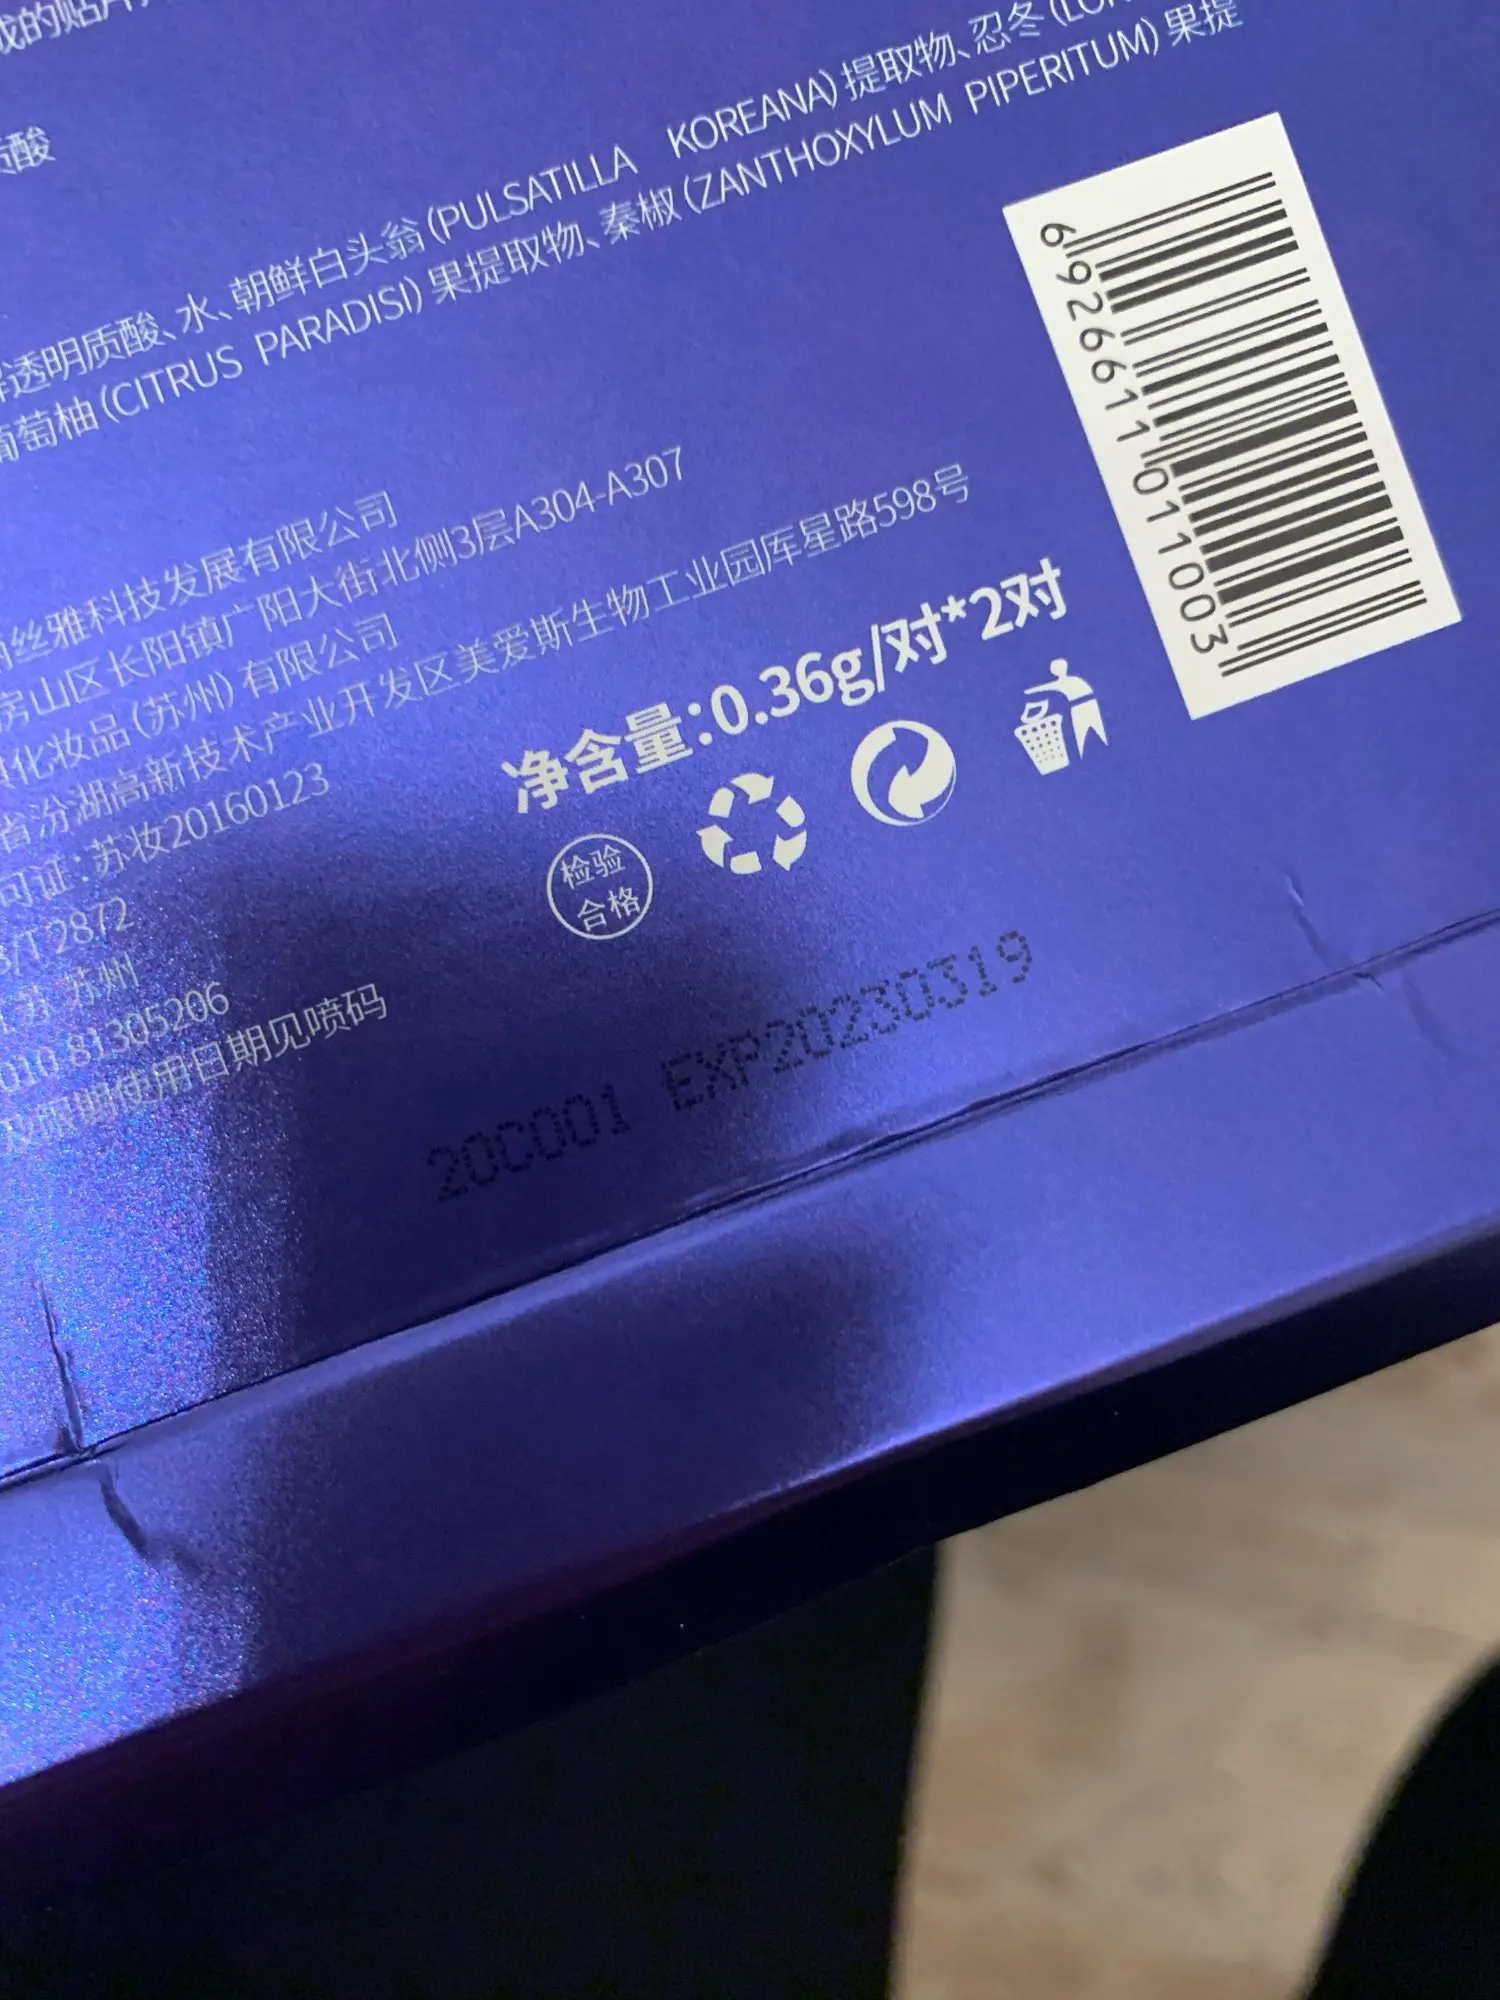 成的贴片
质酸
透明质酸、水、朝鲜白头翁(PULSATILLA KOREANA)提取物、忍冬
葡萄柚(CITRUS PARADISI)果提取物、秦椒(ZANTHOXYLUM PIPERITUM)果提
丝雅科技发展有限公司
房山区长阳镇广阳大街北侧3层A304-A307
化妆品(苏州)有限公司
省汾湖高新技术产业开发区美爱斯生物工业园厍星路598号
可证:苏妆20160123
/T2872
苏 苏州
010 81305206
及限期使用日期见喷码
净含量:0.36g/对*2对
检验
合格
20C001 EXP20230319
6926611011003